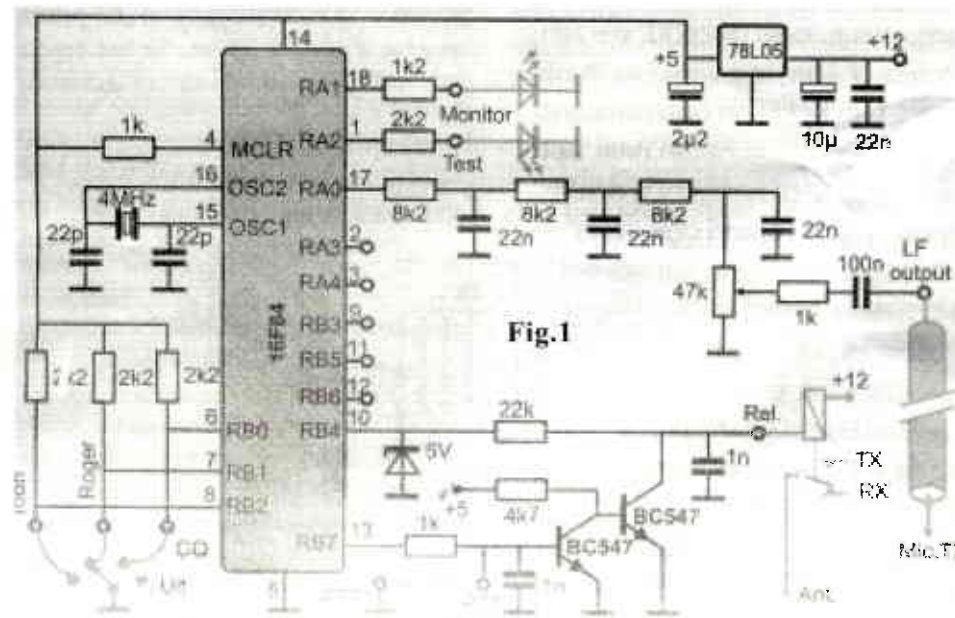 14
78L05
+5
+12
2µ2
10µ
22n
18
RA1
1k2
Monitor
1
RA2
2k2
Test
1k
4
MCLR
16
OSC2
RA0
17
8k2
8k2
8k2
4MHz
15
OSC1
22p
22p
22n
22n
22n
2
RA3
3
RA4
RB3
11
RB5
12
RB6
10
RB4
16F84
47k
1k
100n
LF
output
Fig.1
2k2
2k2
6
RB0
7
RB1
8
RB2
Roger
CQ
Uit
5
22k
5V
+5
4k7
13
RB7
1k
1n
BC547
BC547
1n
Rel.
+12
TX
RX
Ant.